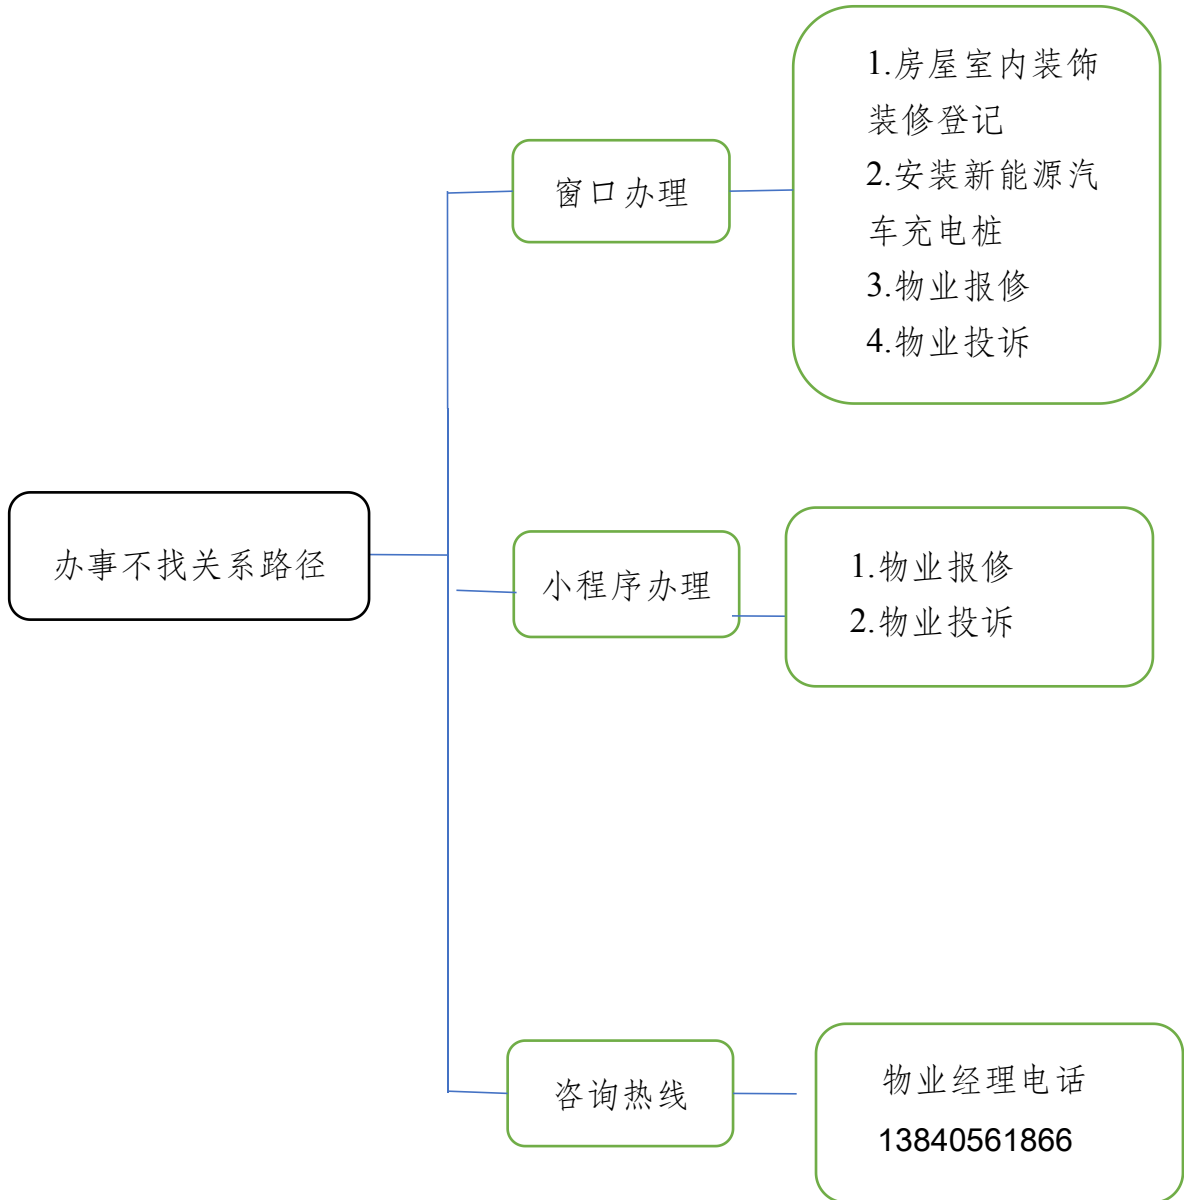 1.房屋室内装饰
装修登记
2.安装新能源汽
车充电桩
3.物业报修
4.物业投诉
窗口办理
办事不找关系路径
小程序办理
1.物业报修
2.物业投诉
咨询热线
物业经理电话
13840561866